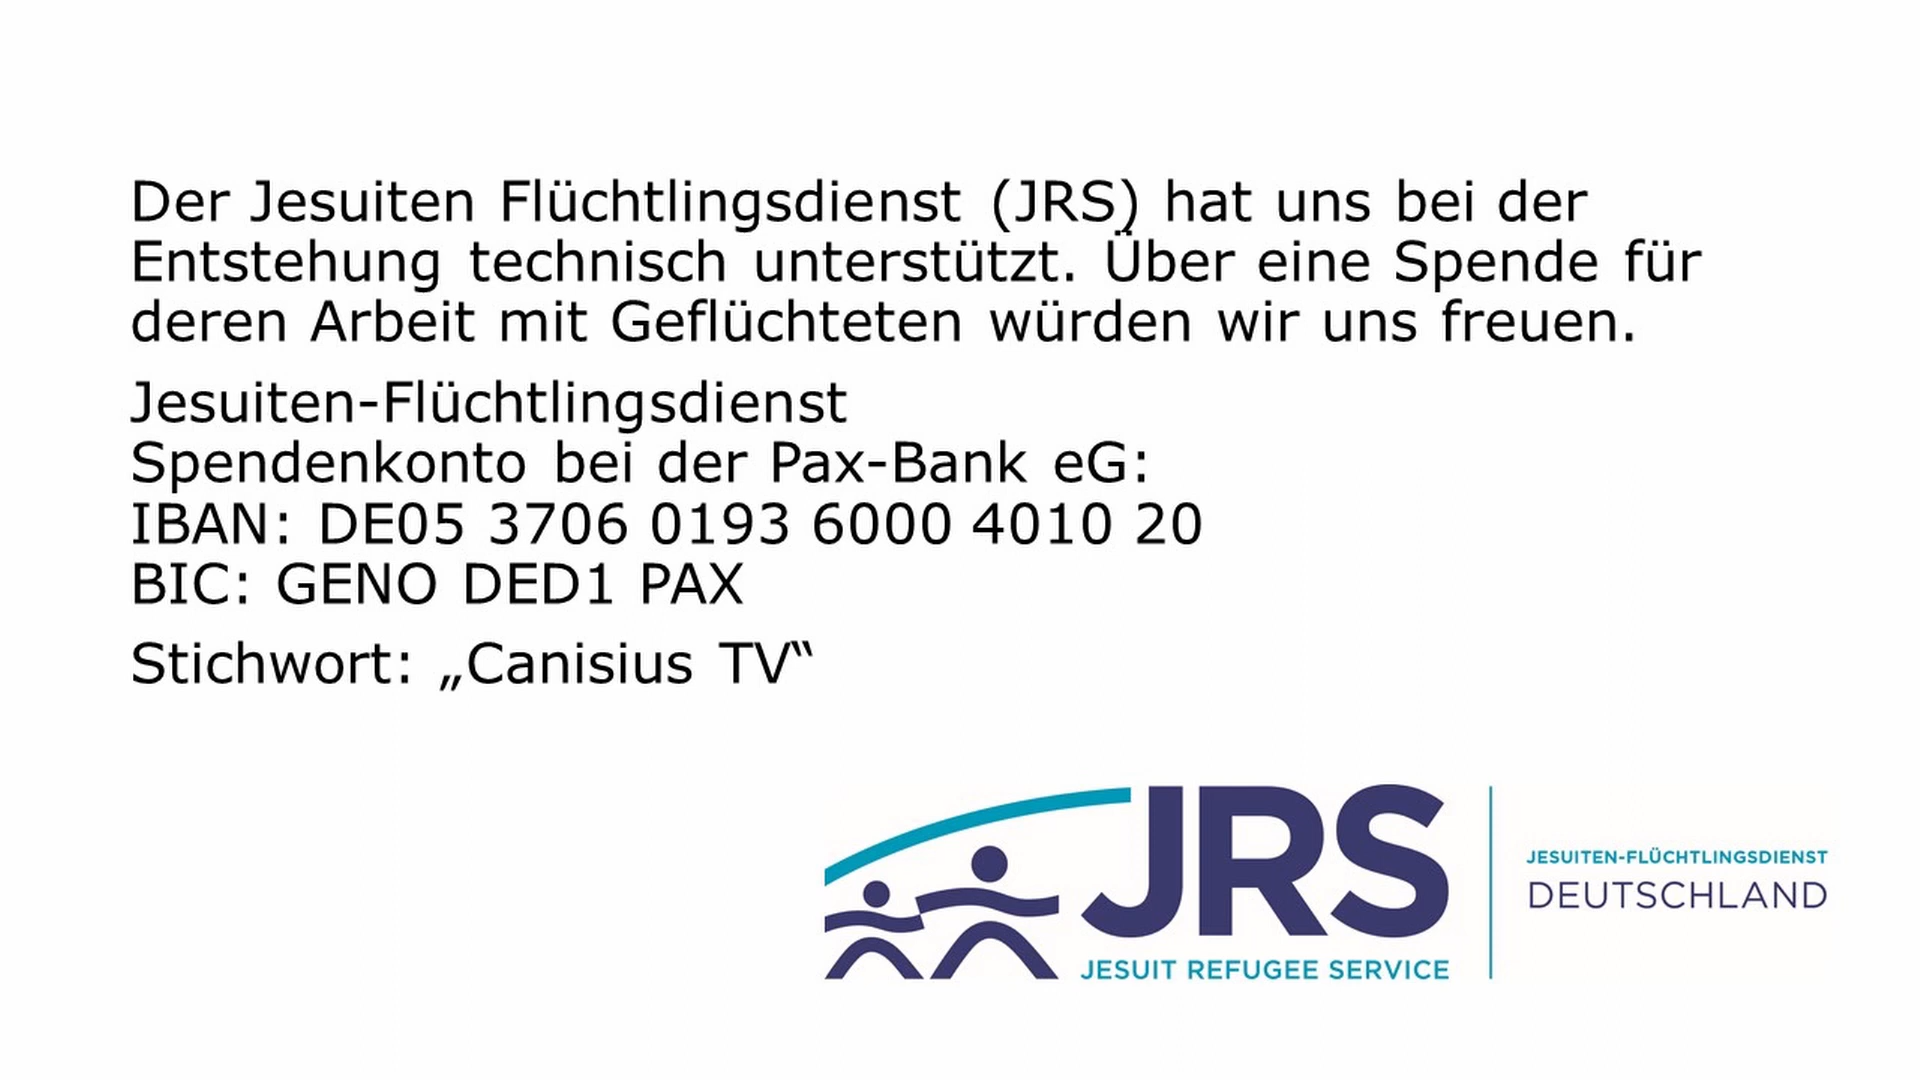 Der Jesuiten Flüchtlingsdienst (JRS) hat uns bei der
Entstehung technisch unterstützt. Über eine Spende für
deren Arbeit mit Geflüchteten würden wir uns freuen.
Jesuiten-Flüchtlingsdienst
Spendenkonto bei der Pax-Bank eG:
IBAN: DE05 3706 0193 6000 4010 20
BIC: GENO DED1 PAX
Stichwort: „Canisius TV“
JRS
JESUIT REFUGEE SERVICE
JESUITEN-FLÜCHTLINGSDIENST
DEUTSCHLAND